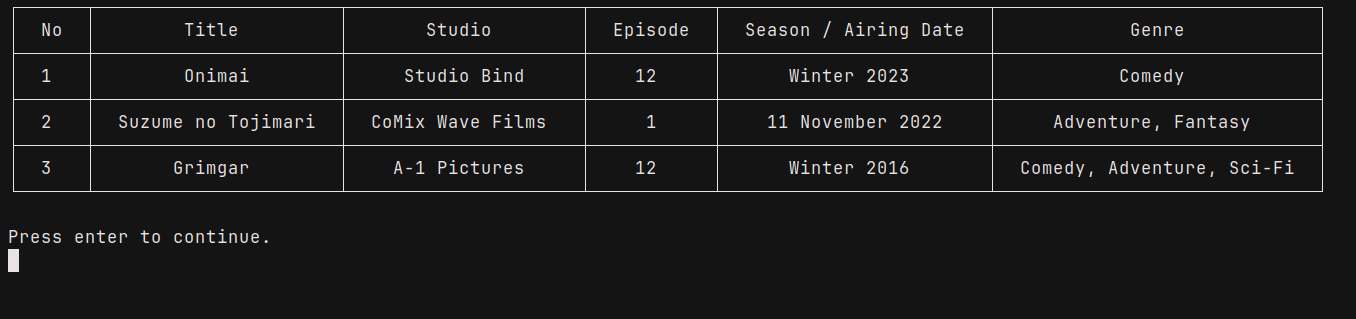 No Title Studio Episode Season / Airing Date Genre
1 Onimai Studio Bind 12 Winter 2023 Comedy
2 Suzume no Tojimari CoMix Wave Films 1 11 November 2022 Adventure, Fantasy
3 Grimgar A-1 Pictures 12 Winter 2016 Comedy, Adventure, Sci-Fi
Press enter to continue.